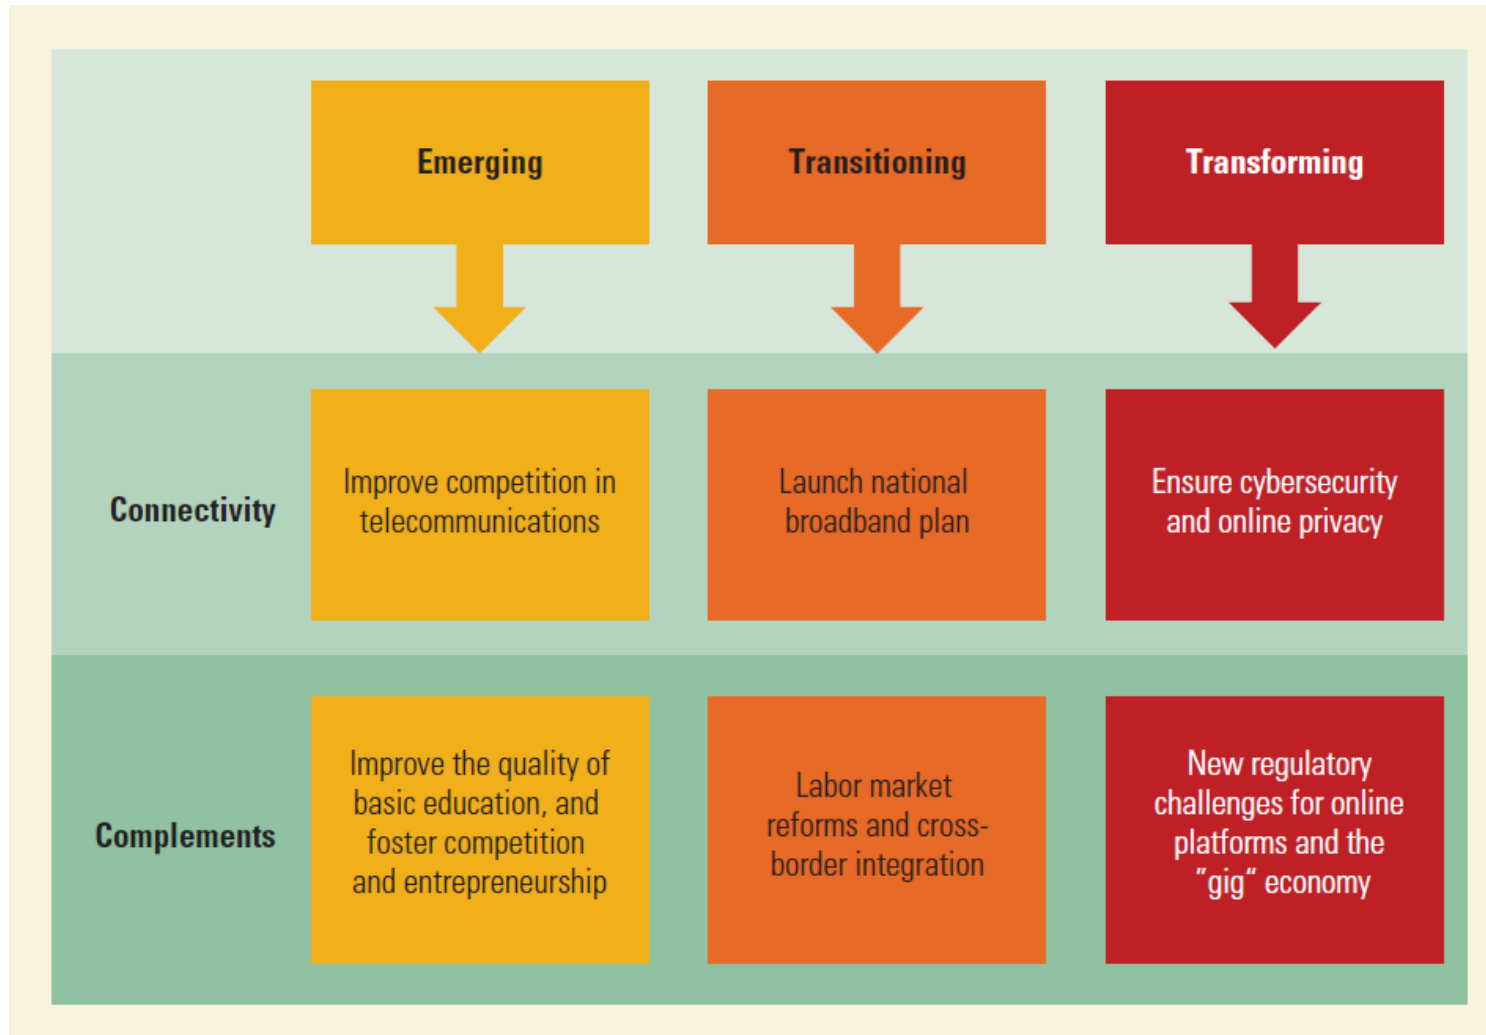 Emerging
Transitioning
Transforming
Connectivity
Improve competition in
telecommunications
Launch national
broadband plan
Ensure cybersecurity
and online privacy
Complements
Improve the quality of
basic education, and
foster competition
and entrepreneurship
Labor market
reforms and cross-
border integration
New regulatory
challenges for online
platforms and the
”gig“ economy